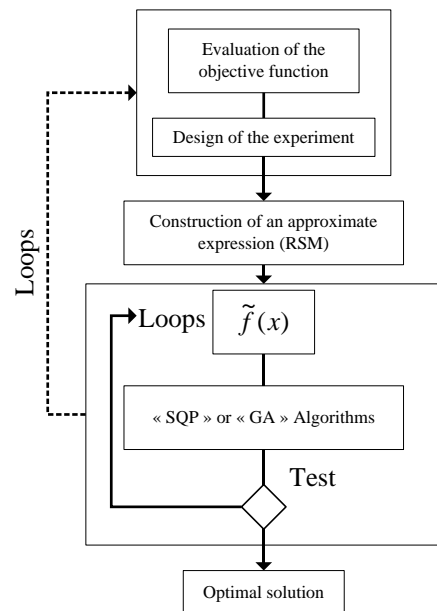 Evaluation of the
objective function
Design of the experiment
Construction of an approximate
expression (RSM)
Loops
Loops
f̃(x)
« SQP » or « GA » Algorithms
Test
Optimal solution